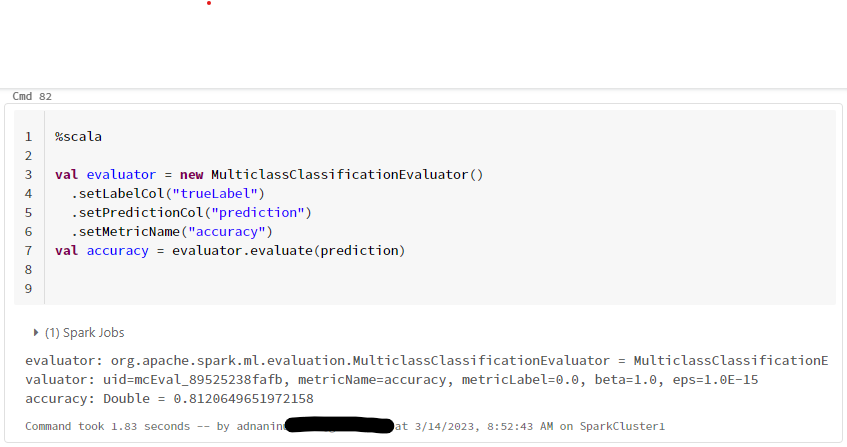 Cmd 82
1 %scala
2
3 val evaluator = new MulticlassClassificationEvaluator()
4 .setLabelCol("trueLabel")
5 .setPredictionCol("prediction")
6 .setMetricName("accuracy")
7 val accuracy = evaluator.evaluate(prediction)
8
9
(1) Spark Jobs
evaluator: org.apache.spark.ml.evaluation.MulticlassClassificationEvaluator = MulticlassClassificationE
valuator: uid=mcEval_89525238fafb, metricName=accuracy, metricLabel=0.0, beta=1.0, eps=1.0E-15
accuracy: Double = 0.8120649651972158
Command took 1.83 seconds -- by at 3/14/2023, 8:52:43 AM on SparkCluster1